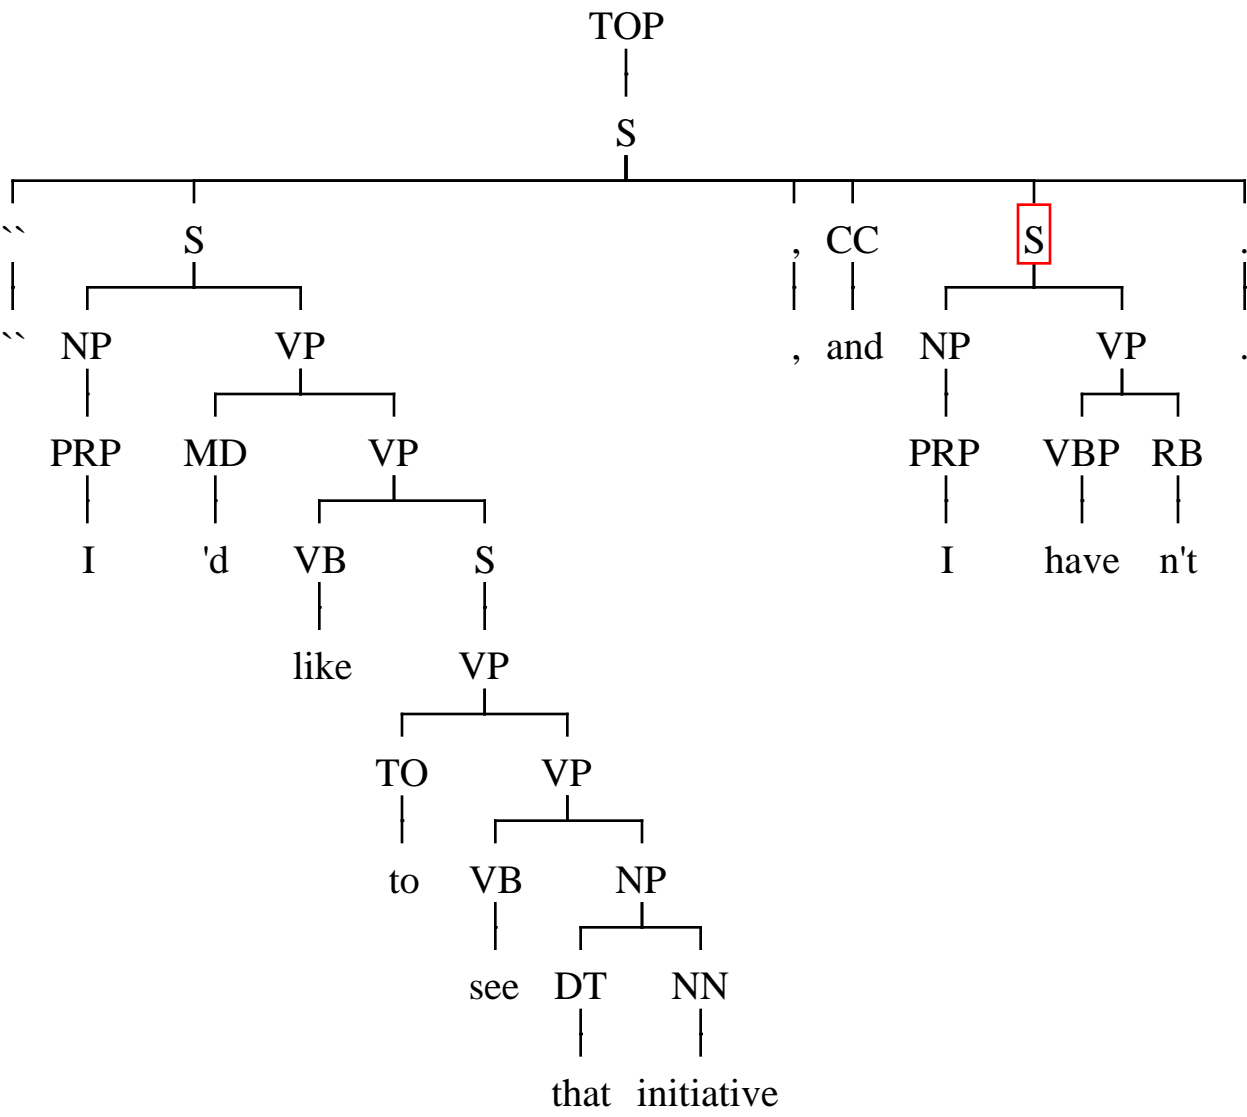 TOP
S
`` S , CC S .
`` NP VP , and NP VP .
PRP MD VP PRP VBP RB
I 'd VB S I have n't
like VP
TO VP
to VB NP
see DT NN
that initiative